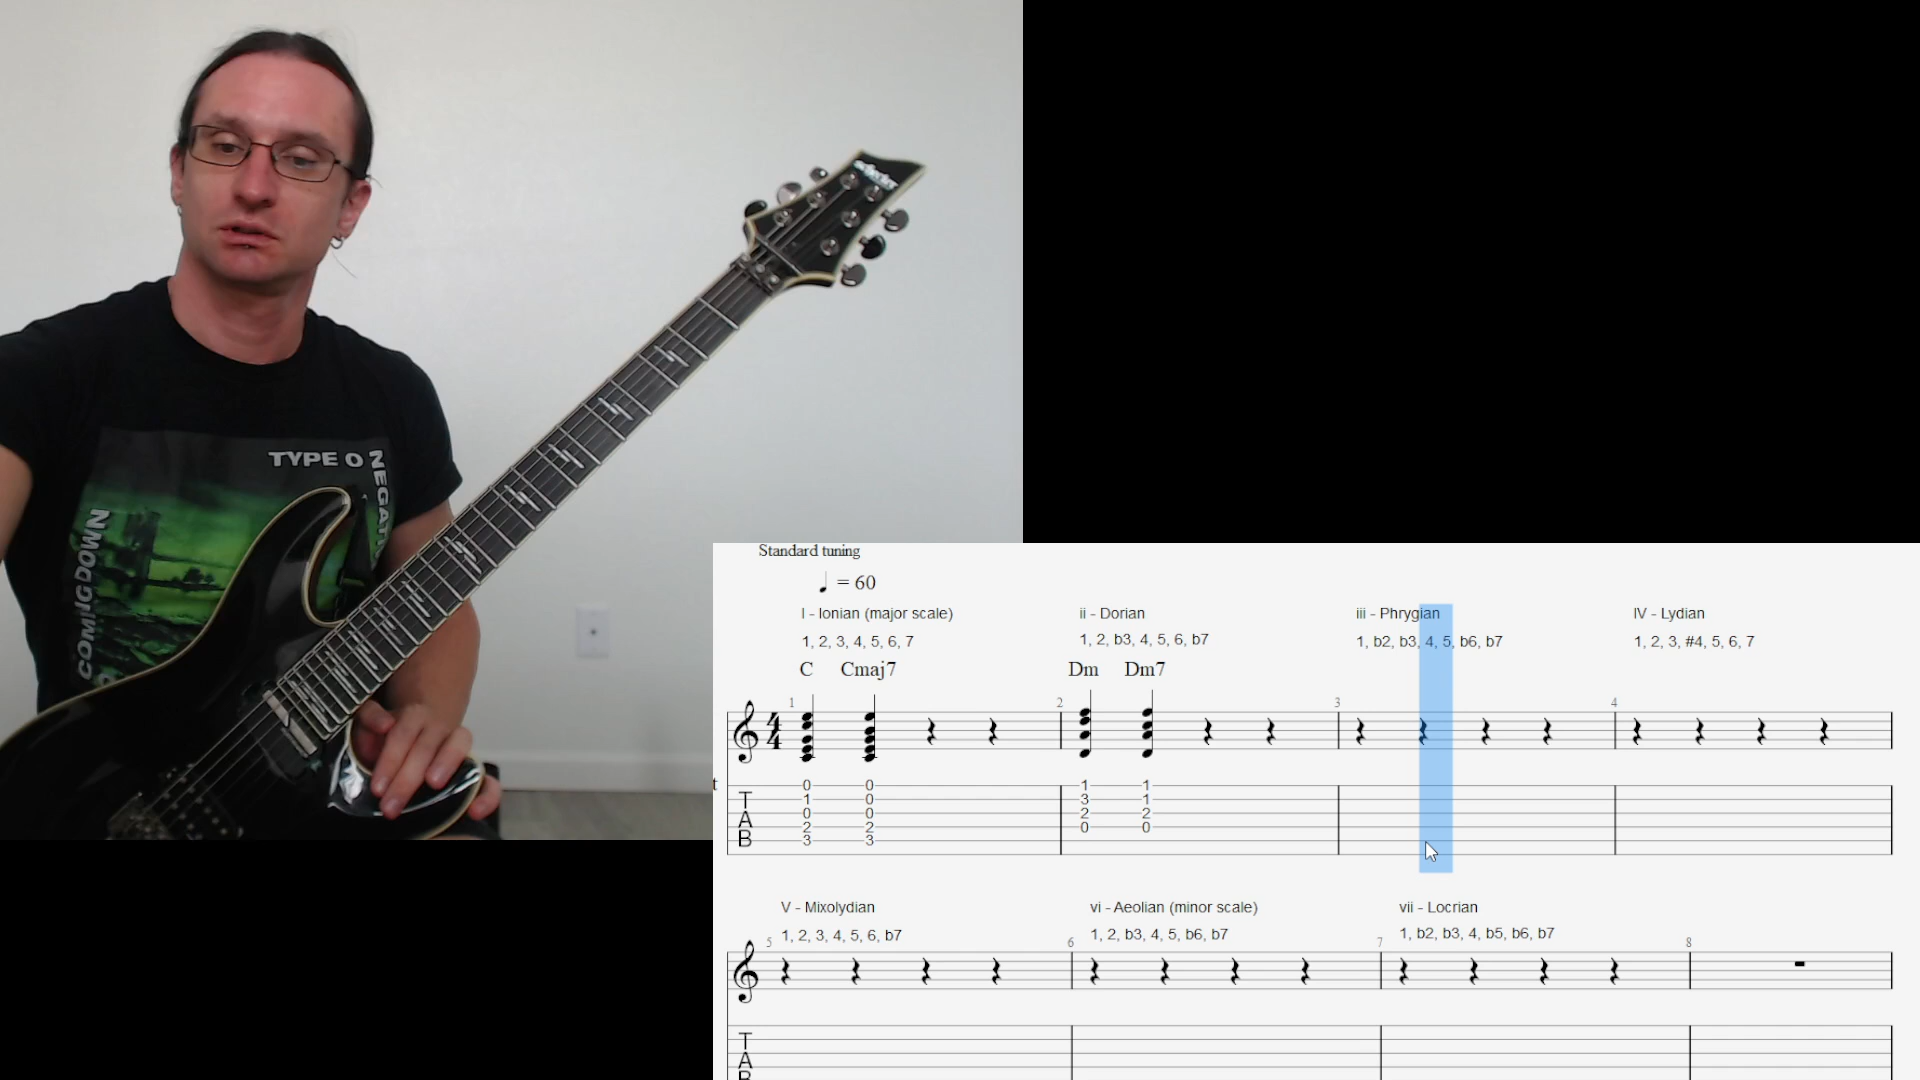 Schecter
TYPE O
NEGATI
COMING DOWN
Standard tuning
= 60
I - Ionian (major scale)
ii - Dorian
iii - Phrygian
IV - Lydian
1, 2, 3, 4, 5, 6, 7
1, 2, b3, 4, 5, 6, b7
1, b2, b3, 4, 5, b6, b7
1, 2, 3, #4, 5, 6, 7
C Cmaj7
Dm Dm7
1 2 3 4
4
4
t
T
A
B
0 0 1 1
1 0 3 1
0 0 2 2
2 2 0 0
3 3
V - Mixolydian
vi - Aeolian (minor scale)
vii - Locrian
1, 2, 3, 4, 5, 6, b7
1, 2, b3, 4, 5, b6, b7
1, b2, b3, 4, b5, b6, b7
5 6 7 8
T
A
B